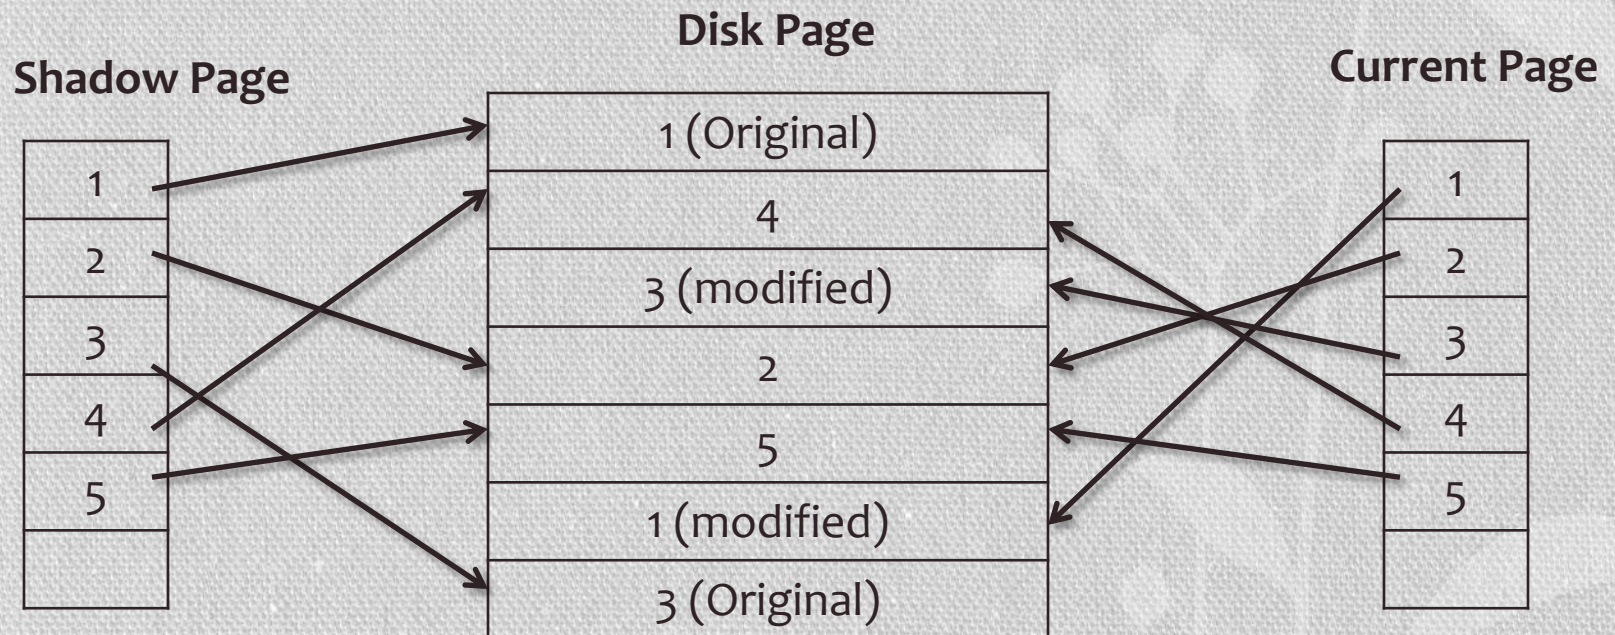 Disk Page
Shadow Page
Current Page
1
2
3
4
5
1 (Original)
4
3 (modified)
2
5
1 (modified)
3 (Original)
1
2
3
4
5